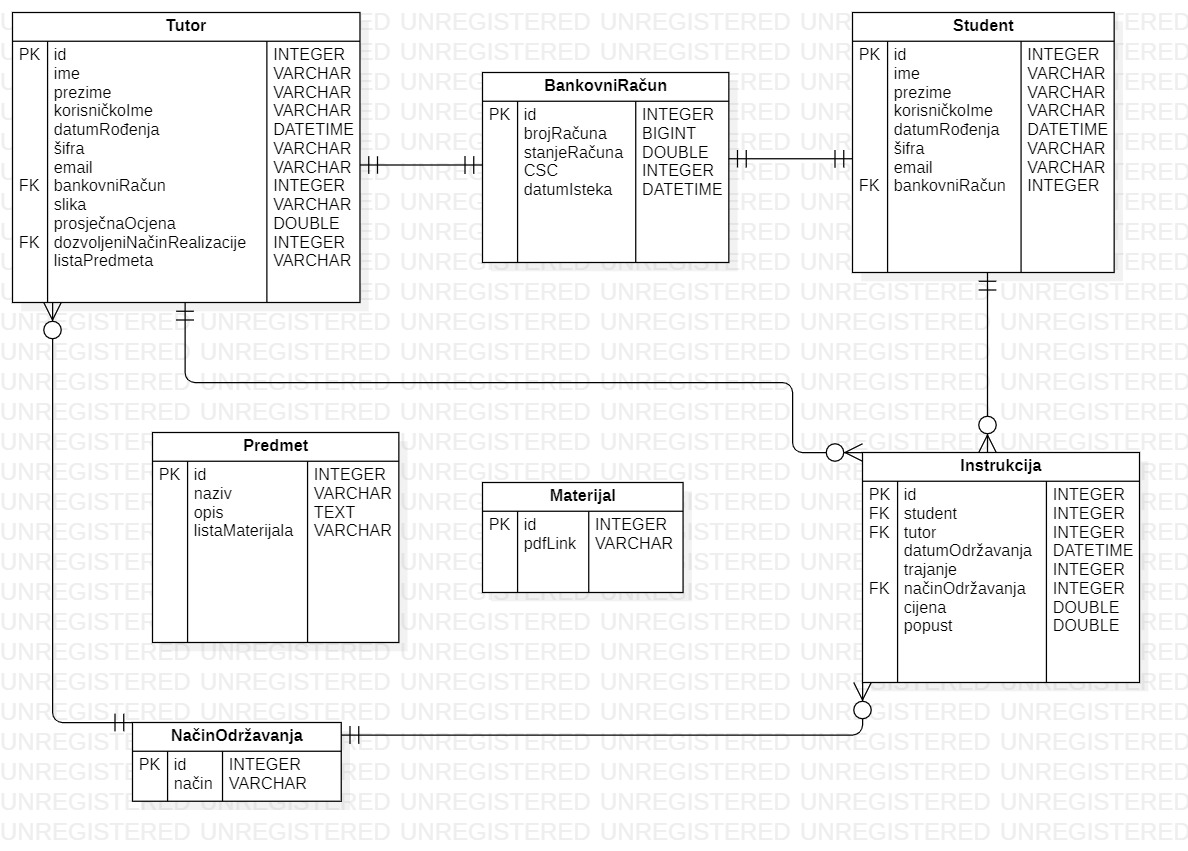 Tutor
PK id INTEGER
ime VARCHAR
prezime VARCHAR
korisničkoIme VARCHAR
datumRođenja DATETIME
šifra VARCHAR
email VARCHAR
FK bankovniRačun INTEGER
slika VARCHAR
prosječnaOcjena DOUBLE
FK dozvoljeniNačinRealizacije INTEGER
listaPredmeta VARCHAR
BankovniRačun
PK id INTEGER
brojRačuna BIGINT
stanjeRačuna DOUBLE
CSC INTEGER
datumIsteka DATETIME
Student
PK id INTEGER
ime VARCHAR
prezime VARCHAR
korisničkoIme VARCHAR
datumRođenja DATETIME
šifra VARCHAR
email VARCHAR
FK bankovniRačun INTEGER
Predmet
PK id INTEGER
naziv VARCHAR
opis TEXT
listaMaterijala VARCHAR
Materijal
PK id INTEGER
pdfLink VARCHAR
Instrukcija
PK id INTEGER
FK student INTEGER
FK tutor INTEGER
datumOdržavanja DATETIME
trajanje INTEGER
FK načinOdržavanja INTEGER
cijena DOUBLE
popust DOUBLE
NačinOdržavanja
PK id INTEGER
način VARCHAR
UNREGISTERED UNREGISTERED UNREGISTERED UNREGISTERED UNREGISTERED UNREGISTERED